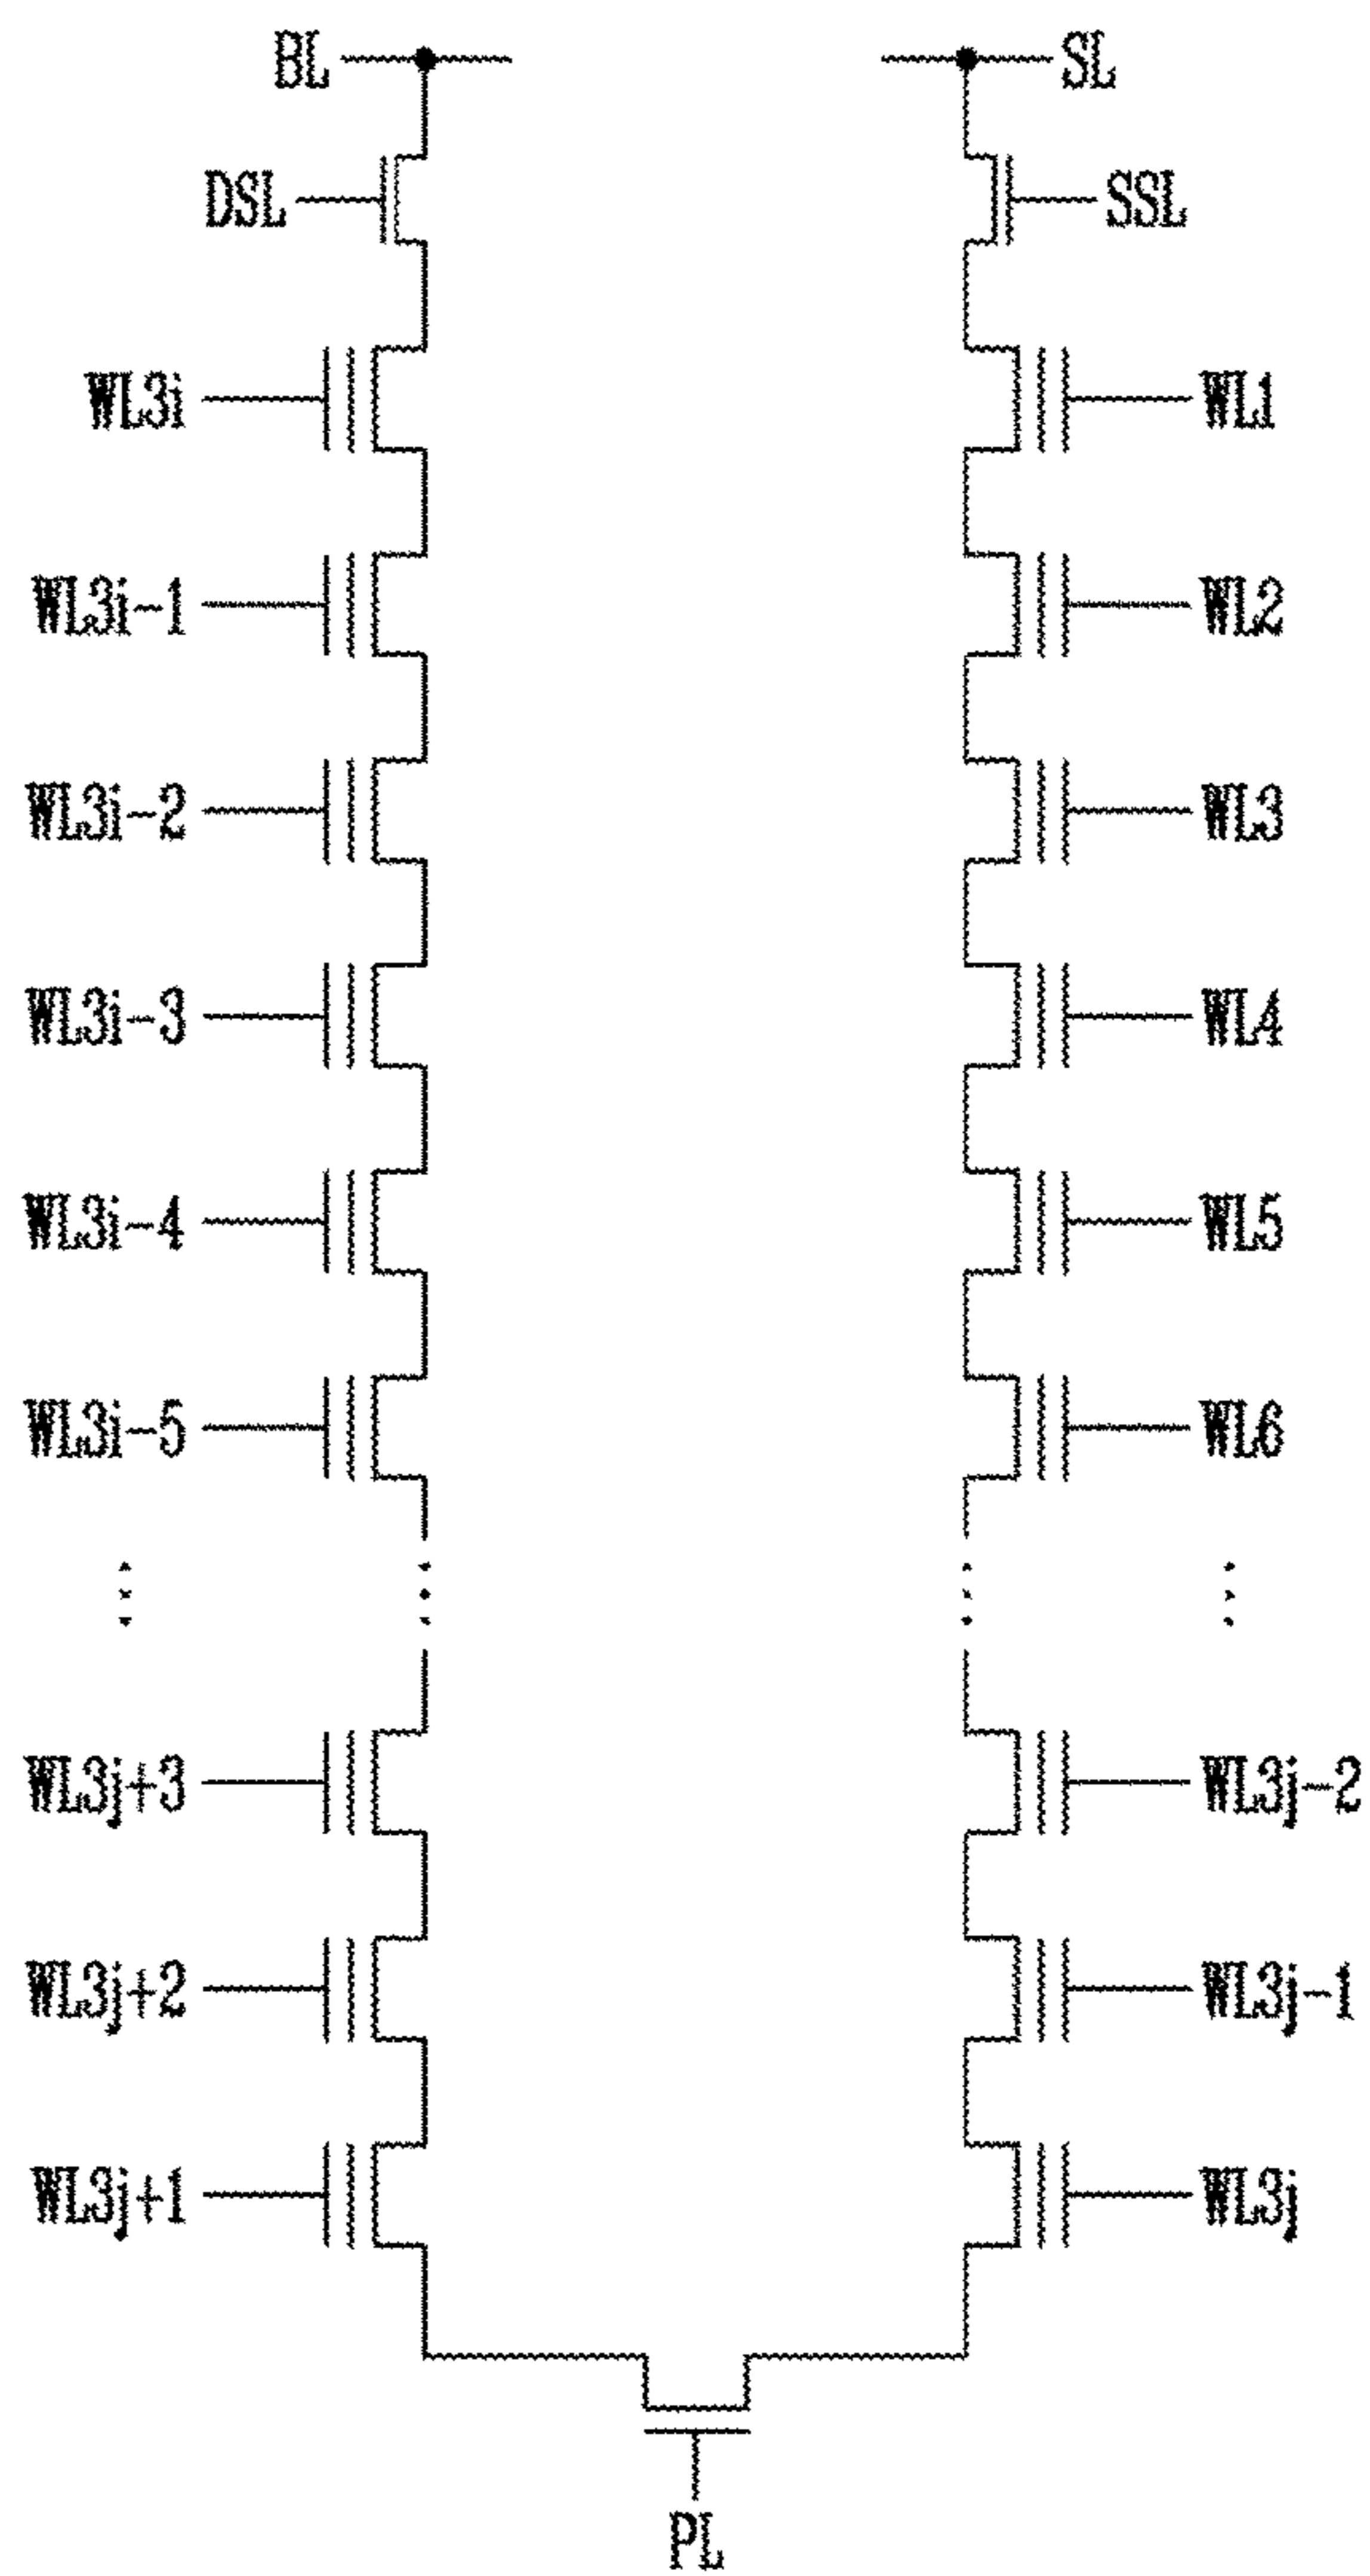 BL SL
DSL SSL
WL3i WL1
WL3i-1 WL2
WL3i-2 WL3
WL3i-3 WL4
WL3i-4 WL5
WL3i-5 WL6
WL3j+3 WL3j-2
WL3j+2 WL3j-1
WL3j+1 WL3j
PL